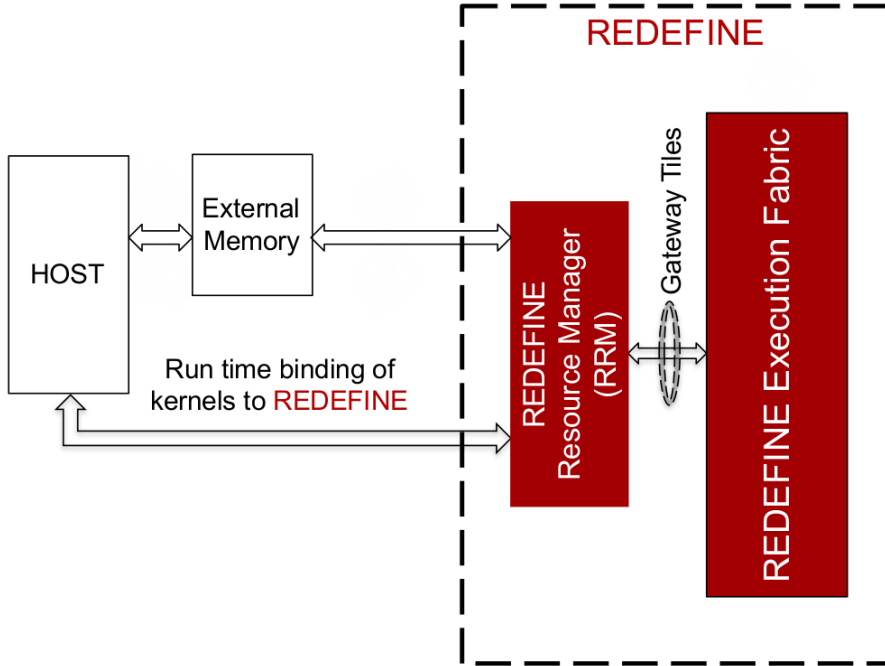 REDEFINE
HOST
External
Memory
Run time binding of
kernels to REDEFINE
REDEFINE
Resource Manager
(RRM)
Gateway Tiles
REDEFINE Execution Fabric